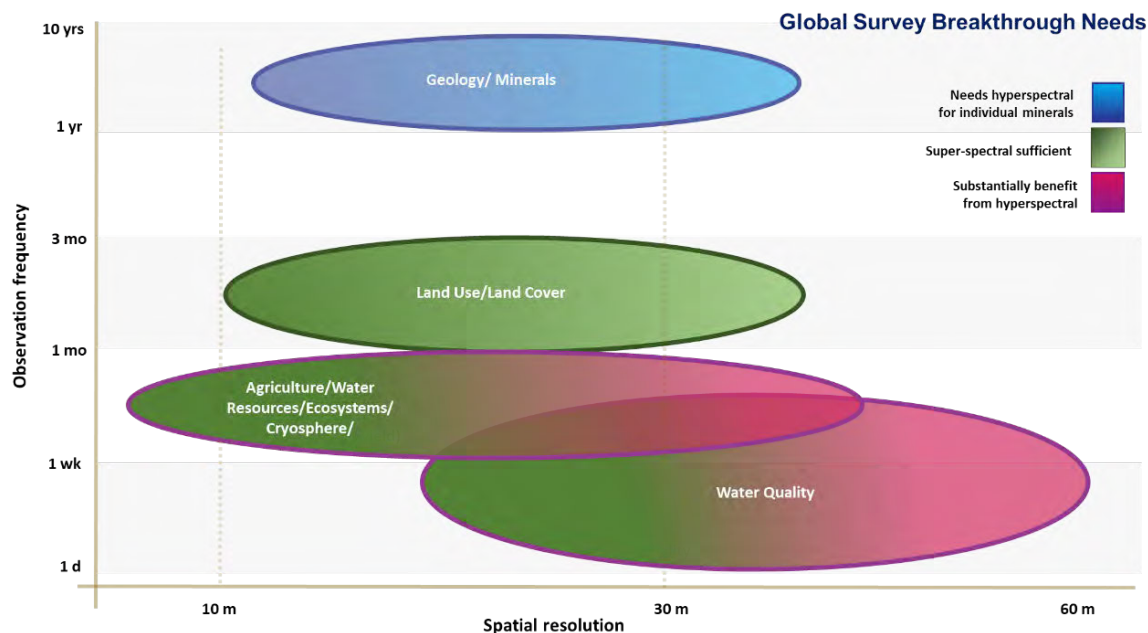 Global Survey Breakthrough Needs
10 yrs
Geology/ Minerals
Needs hyperspectral
for individual minerals
1 yr
Super-spectral sufficient
Substantially benefit
from hyperspectral
Observation frequency
3 mo
Land Use/Land Cover
1 mo
Agriculture/Water
Resources/Ecosystems/
Cryosphere/
1 wk
Water Quality
1 d
10 m
30 m
60 m
Spatial resolution